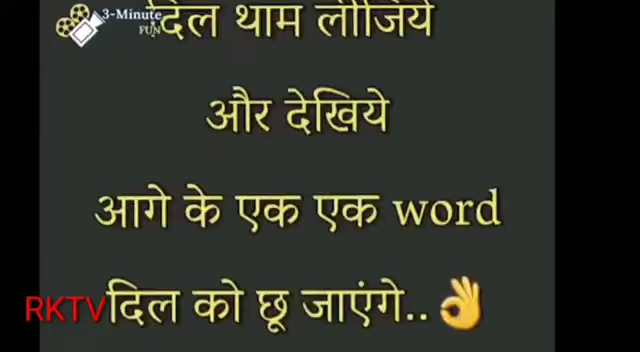 3-Minute
FUN
दिल थाम लीजिये
और देखिये
आगे के एक एक word
RKTV
दिल को छू जाएंगे..👌